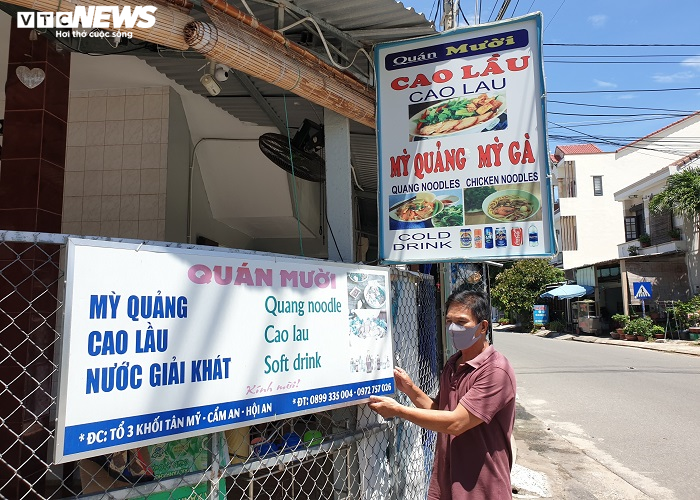 VTC NEWS
Hơi thở cuộc sống
Quán Mười
CAO LẦU
CAO LAU
MỲ QUẢNG MỲ GÀ
QUANG NOODLES CHICKEN NOODLES
COLD
DRINK
QUÁN MƯỜI
MỲ QUẢNG Quang noodle
CAO LẦU Cao lau
NƯỚC GIẢI KHÁT Soft drink
Kính mời!
* ĐC: TỔ 3 KHỐI TÂN MỸ - CẨM AN - HỘI AN * ĐT: 0899 335 004 - 0972 757 026